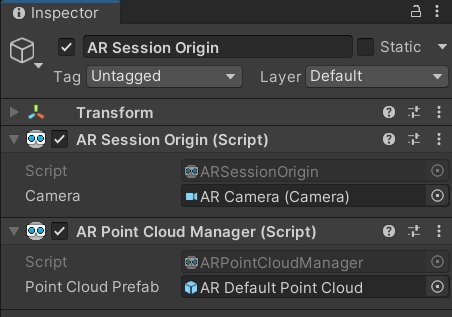 Inspector
AR Session Origin Static
Tag Untagged Layer Default
Transform
AR Session Origin (Script)
Script ARSessionOrigin
Camera AR Camera (Camera)
AR Point Cloud Manager (Script)
Script ARPointCloudManager
Point Cloud Prefab AR Default Point Cloud